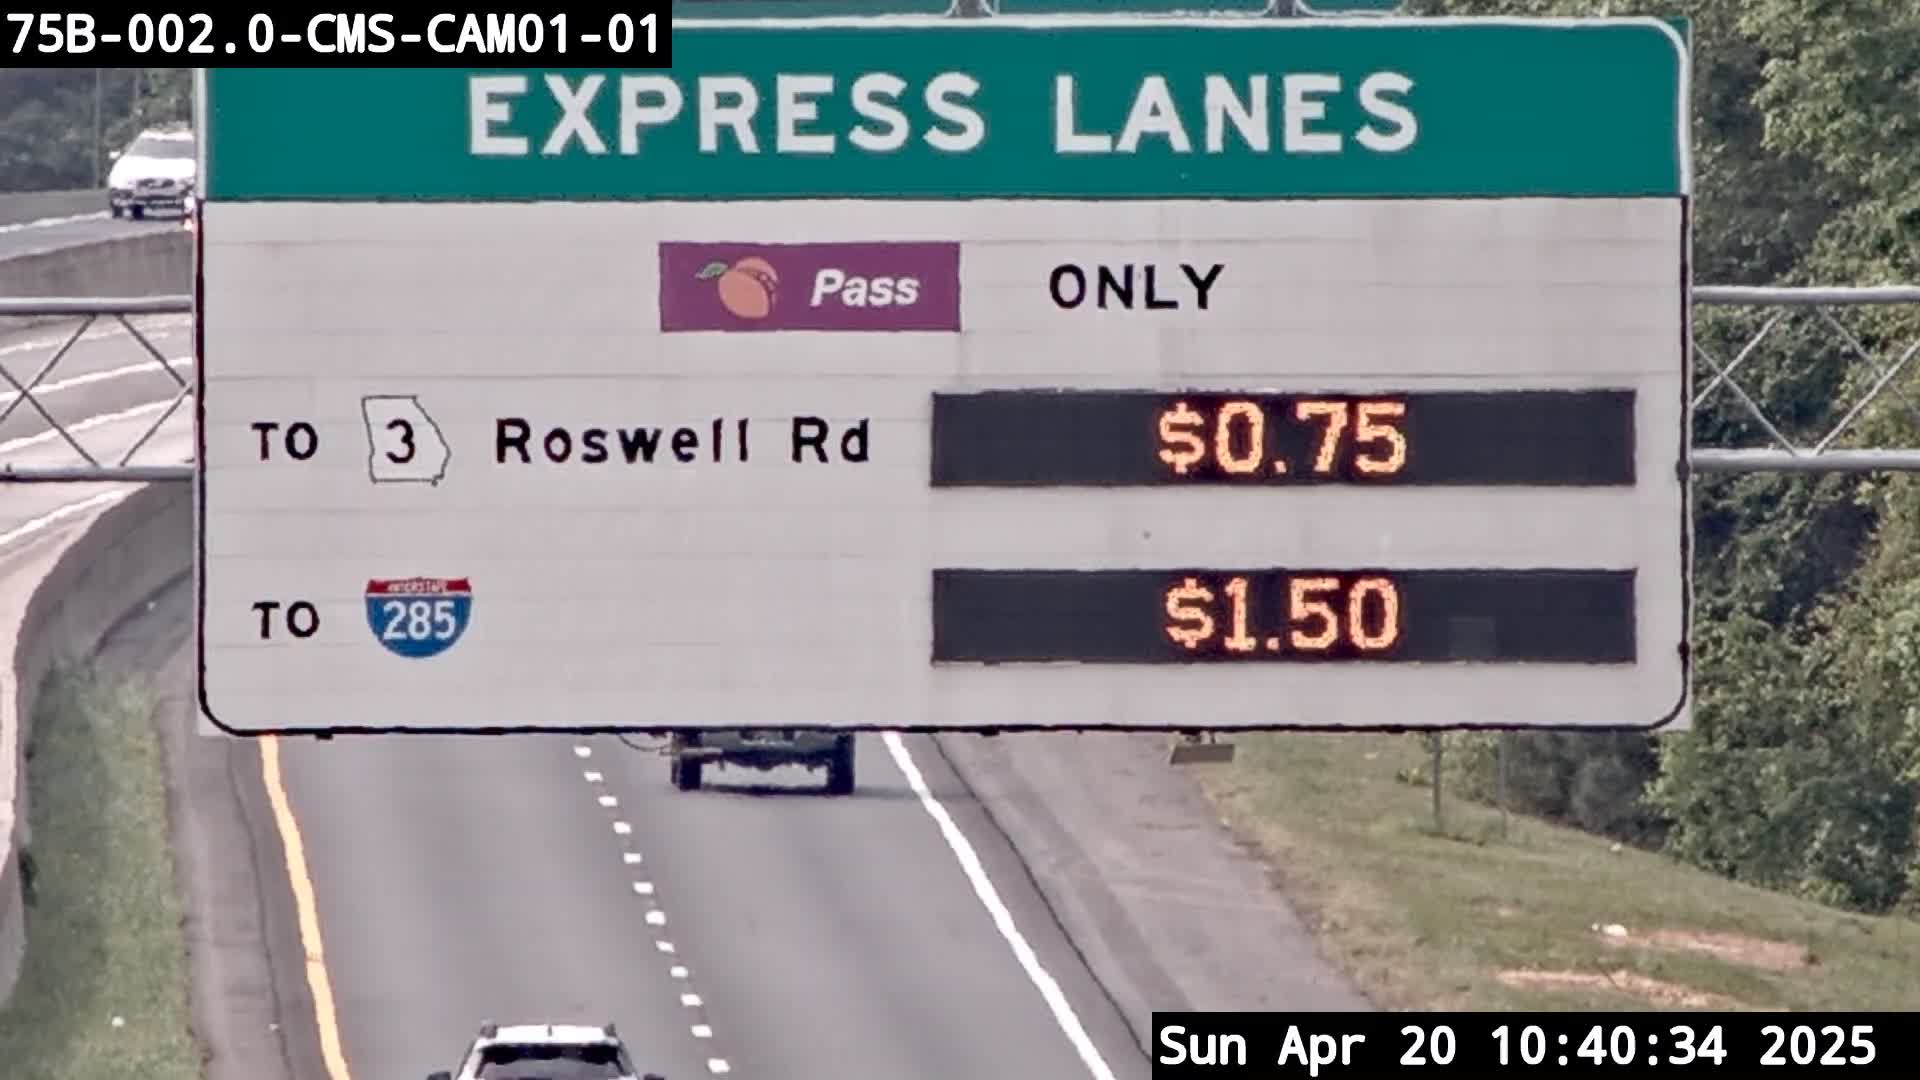 75B-002.0-CMS-CAM01-01
EXPRESS LANES
Pass ONLY
TO 3 Roswell Rd $0.75
TO INTERSTATE 285 $1.50
Sun Apr 20 10:40:34 2025